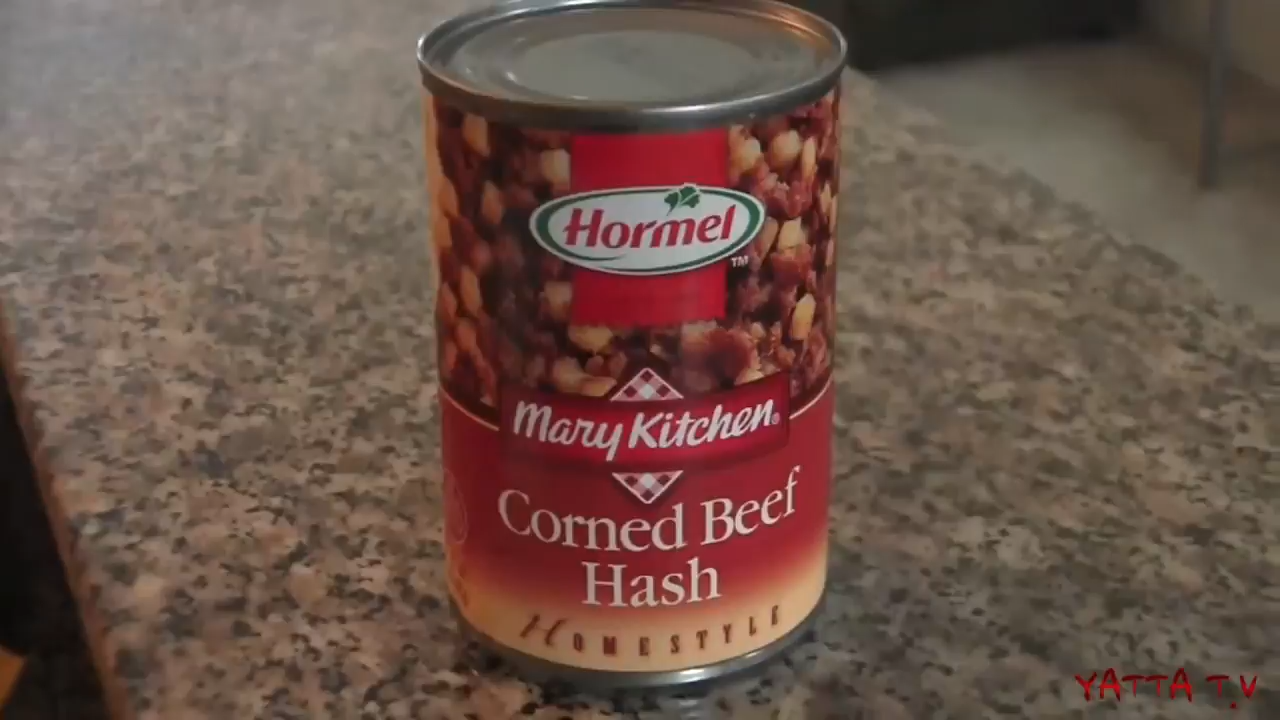 Hormel
TM
Mary Kitchen®
Corned Beef
Hash
HOMESTYLE
YATTA T.V